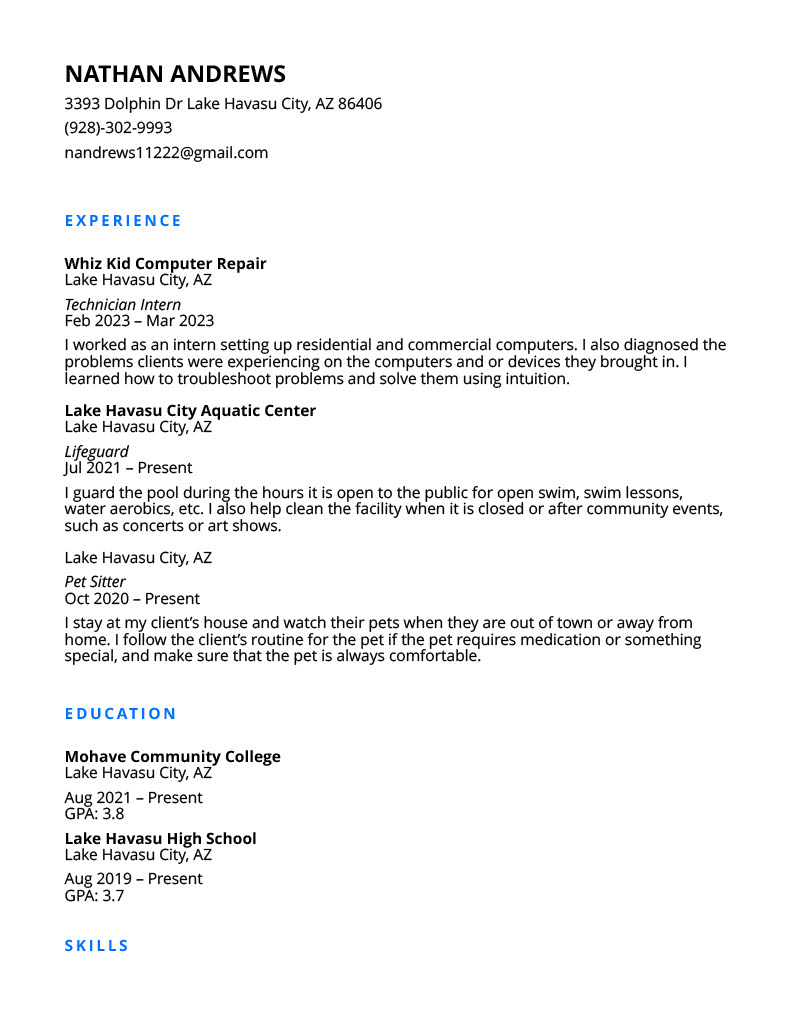 NATHAN ANDREWS
3393 Dolphin Dr Lake Havasu City, AZ 86406
(928)-302-9993
nandrews11222@gmail.com
EXPERIENCE
Whiz Kid Computer Repair
Lake Havasu City, AZ
Technician Intern
Feb 2023 – Mar 2023
I worked as an intern setting up residential and commercial computers. I also diagnosed the
problems clients were experiencing on the computers and or devices they brought in. I
learned how to troubleshoot problems and solve them using intuition.
Lake Havasu City Aquatic Center
Lake Havasu City, AZ
Lifeguard
Jul 2021 – Present
I guard the pool during the hours it is open to the public for open swim, swim lessons,
water aerobics, etc. I also help clean the facility when it is closed or after community events,
such as concerts or art shows.
Lake Havasu City, AZ
Pet Sitter
Oct 2020 – Present
I stay at my client’s house and watch their pets when they are out of town or away from
home. I follow the client’s routine for the pet if the pet requires medication or something
special, and make sure that the pet is always comfortable.
EDUCATION
Mohave Community College
Lake Havasu City, AZ
Aug 2021 – Present
GPA: 3.8
Lake Havasu High School
Lake Havasu City, AZ
Aug 2019 – Present
GPA: 3.7
SKILLS